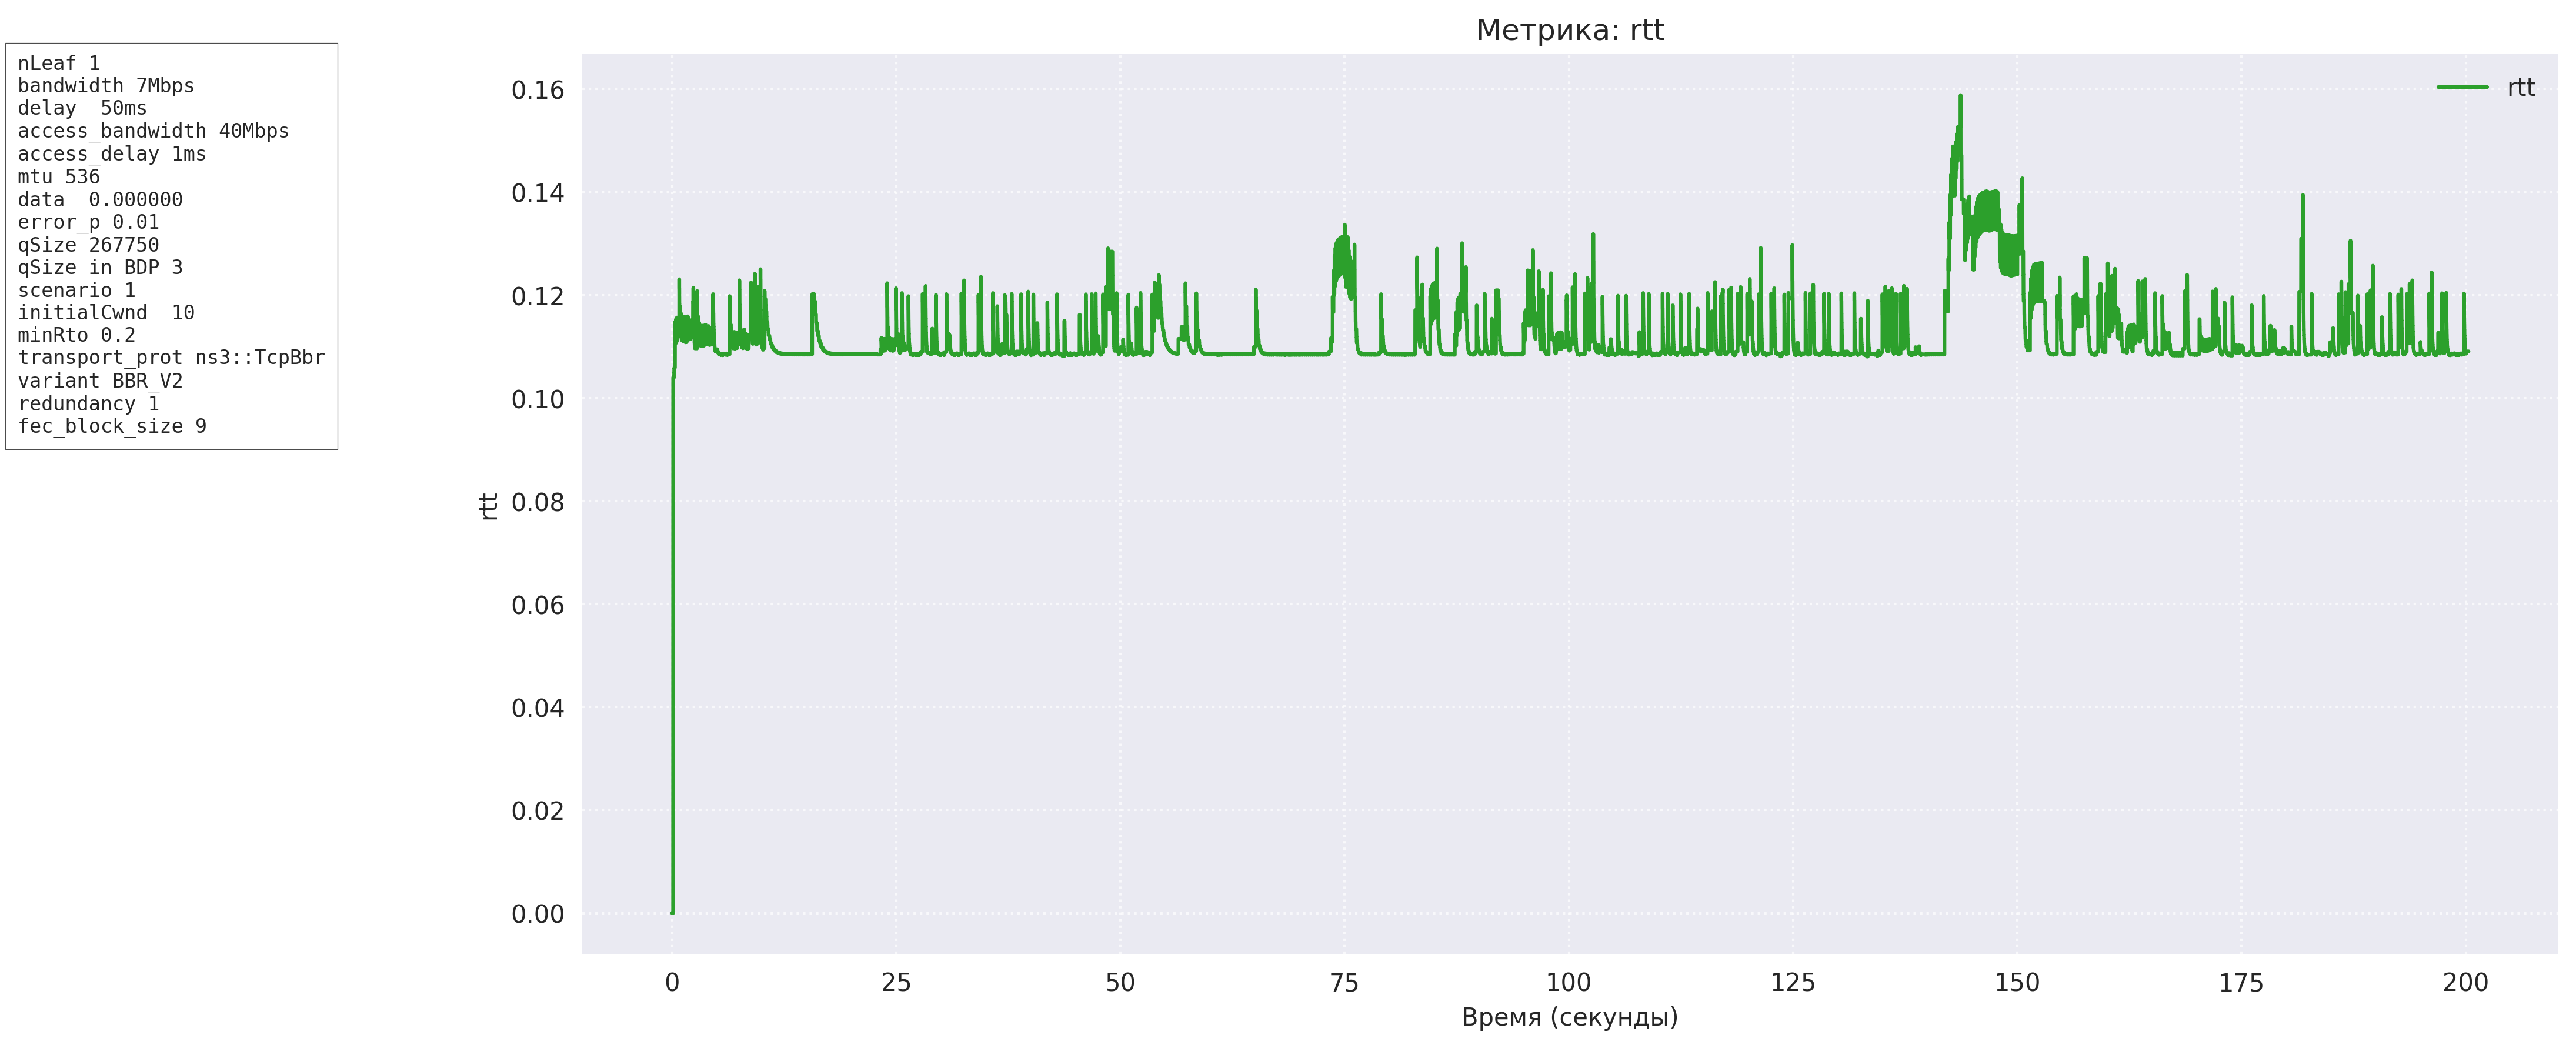 Метрика: rtt
nLeaf 1
bandwidth 7Mbps
delay  50ms
access_bandwidth 40Mbps
access_delay 1ms
mtu 536
data  0.000000
error_p 0.01
qSize 267750
qSize in BDP 3
scenario 1
initialCwnd  10
minRto 0.2
transport_prot ns3::TcpBbr
variant BBR_V2
redundancy 1
fec_block_size 9
rtt
0.16
0.14
0.12
0.10
0.08
0.06
0.04
0.02
0.00
rtt
0 25 50 75 100 125 150 175 200
Время (секунды)